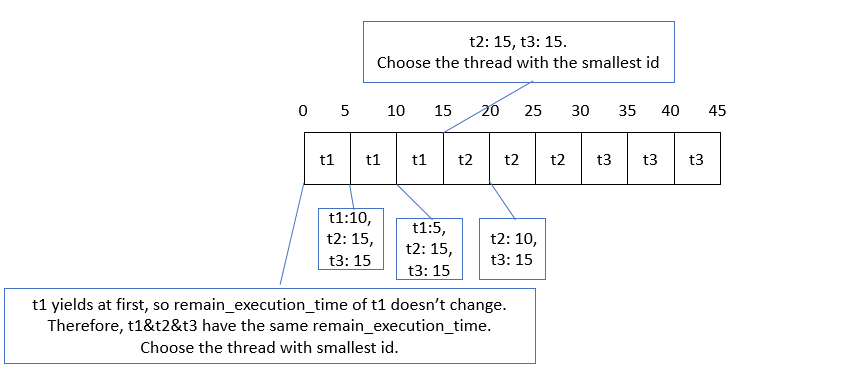 t2: 15, t3: 15.
Choose the thread with the smallest id
0 5 10 15 20 25 30 35 40 45
t1 t1 t1 t2 t2 t2 t3 t3 t3
t1:10,
t2: 15,
t3: 15
t1:5,
t2: 15,
t3: 15
t2: 10,
t3: 15
t1 yields at first, so remain_execution_time of t1 doesn’t change.
Therefore, t1&t2&t3 have the same remain_execution_time.
Choose the thread with smallest id.